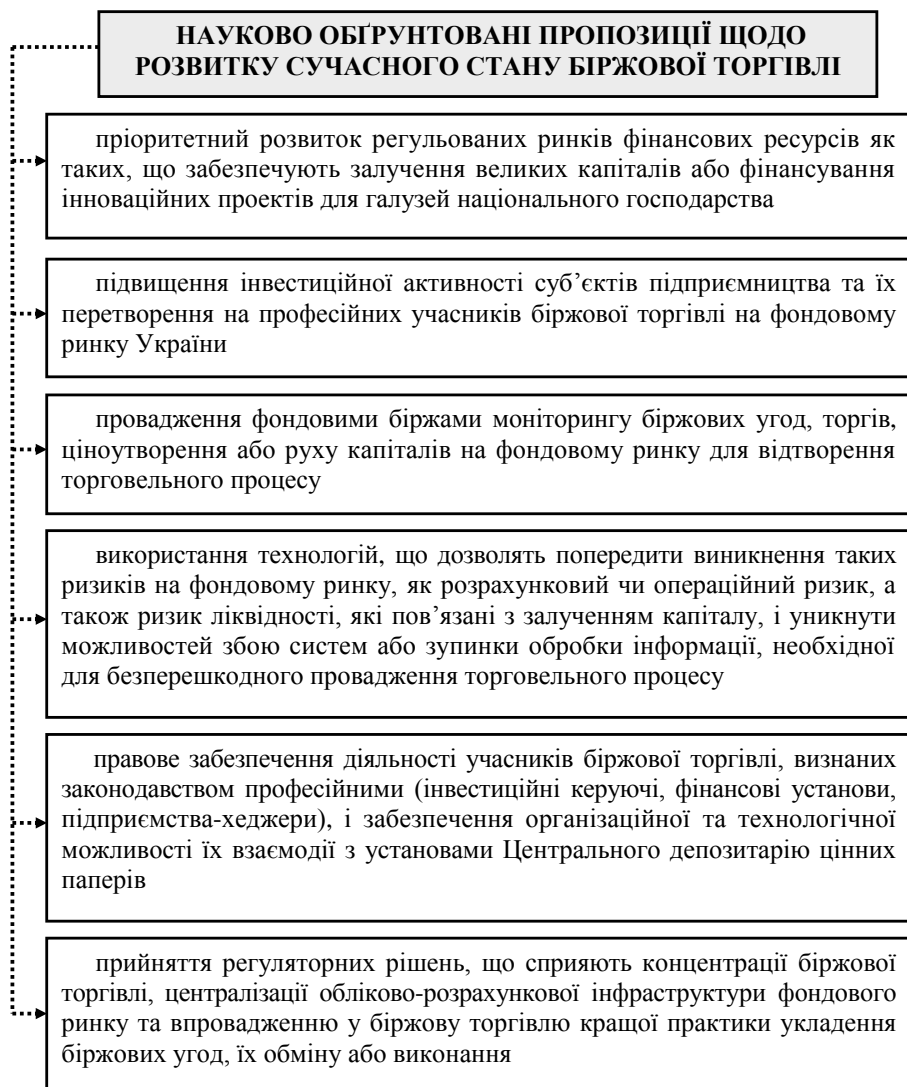 НАУКОВО ОБҐРУНТОВАНІ ПРОПОЗИЦІЇ ЩОДО
РОЗВИТКУ СУЧАСНОГО СТАНУ БІРЖОВОЇ ТОРГІВЛІ
пріоритетний розвиток регульованих ринків фінансових ресурсів як
таких, що забезпечують залучення великих капіталів або фінансування
інноваційних проектів для галузей національного господарства
підвищення інвестиційної активності суб’єктів підприємництва та їх
перетворення на професійних учасників біржової торгівлі на фондовому
ринку України
провадження фондовими біржами моніторингу біржових угод, торгів,
ціноутворення або руху капіталів на фондовому ринку для відтворення
торговельного процесу
використання технологій, що дозволять попередити виникнення таких
ризиків на фондовому ринку, як розрахунковий чи операційний ризик, а
також ризик ліквідності, які пов’язані з залученням капіталу, і уникнути
можливостей збою систем або зупинки обробки інформації, необхідної
для безперешкодного провадження торговельного процесу
правове забезпечення діяльності учасників біржової торгівлі, визнаних
законодавством професійними (інвестиційні керуючі, фінансові установи,
підприємства-хеджери), і забезпечення організаційної та технологічної
можливості їх взаємодії з установами Центрального депозитарію цінних
паперів
прийняття регуляторних рішень, що сприяють концентрації біржової
торгівлі, централізації обліково-розрахункової інфраструктури фондового
ринку та впровадженню у біржову торгівлю кращої практики укладення
біржових угод, їх обміну або виконання